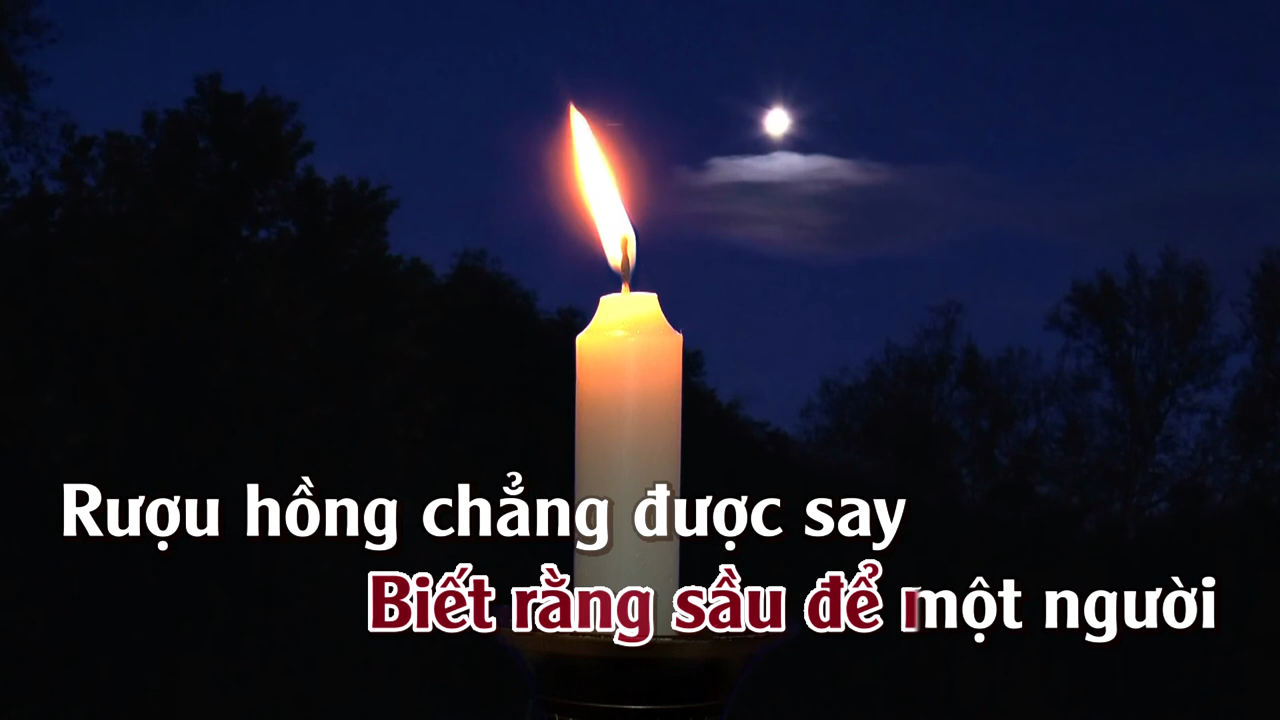 Rượu hồng chẳng được say
Biết rằng sầu để một người